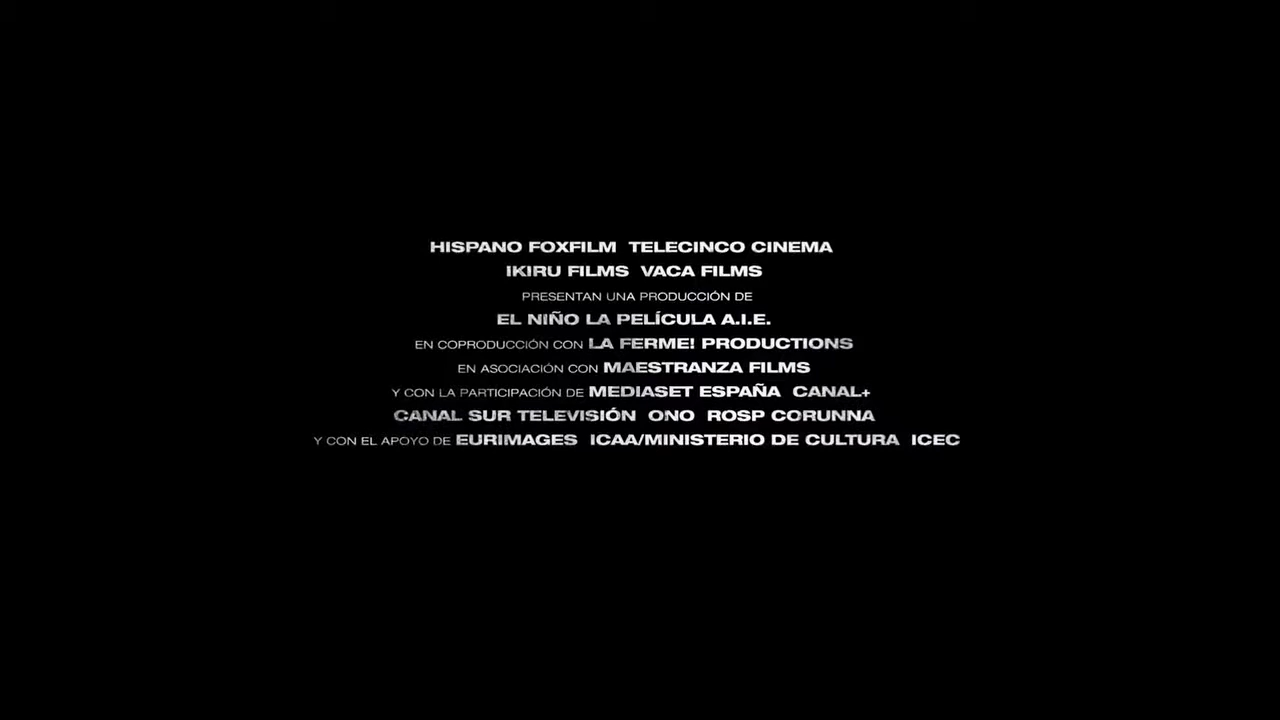 HISPANO FOXFILM TELECINCO CINEMA
IKIRU FILMS VACA FILMS
PRESENTAN UNA PRODUCCIÓN DE
EL NIÑO LA PELÍCULA A.I.E.
EN COPRODUCCIÓN CON LA FERME! PRODUCTIONS
EN ASOCIACIÓN CON MAESTRANZA FILMS
Y CON LA PARTICIPACIÓN DE MEDIASET ESPAÑA CANAL+
CANAL SUR TELEVISIÓN ONO ROSP CORUNNA
Y CON EL APOYO DE EURIMAGES ICAA/MINISTERIO DE CULTURA ICEC